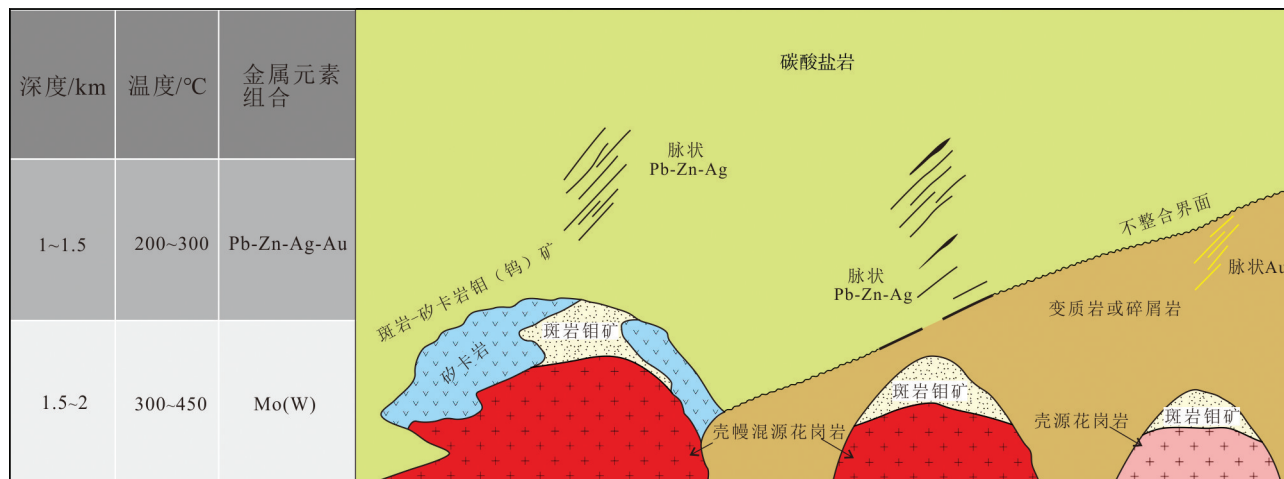 深度/km
温度/℃
金属元素
组合
1~1.5
200~300
Pb-Zn-Ag-Au
1.5~2
300~450
Mo(W)
碳酸盐岩
脉状
Pb-Zn-Ag
不整合界面
脉状Au
脉状
Pb-Zn-Ag
变质岩或碎屑岩
斑岩-矽卡岩钼（钨）矿
斑岩钼矿
矽卡岩
斑岩钼矿
斑岩钼矿
壳幔混源花岗岩
壳源花岗岩